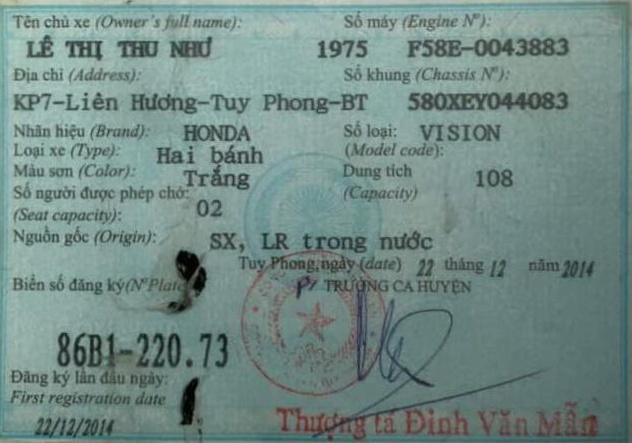 Tên chủ xe (Owner's full name): Số máy (Engine Nº):
LÊ THỊ THU NHƯ 1975 F58E-0043883
Địa chỉ (Address): Số khung (Chassis Nº):
KP7-Liên Hương-Tuy Phong-BT 580XEY044083
Nhãn hiệu (Brand): HONDA Số loại: VISION
Loại xe (Type): Hai bánh (Model code):
Màu sơn (Color): Trắng Dung tích 108
Số người được phép chở: (Capacity)
(Seat capacity): 02
Nguồn gốc (Origin): SX, LR trong nước
Tuy Phong, ngày (date) 22 tháng 12 năm 2014
Biển số đăng ký (Nº Plate) P/ TRƯỞNG CA HUYỆN
86B1-220.73
Đăng ký lần đầu ngày:
First registration date
22/12/2014 Thượng tá Đinh Văn Mẫn